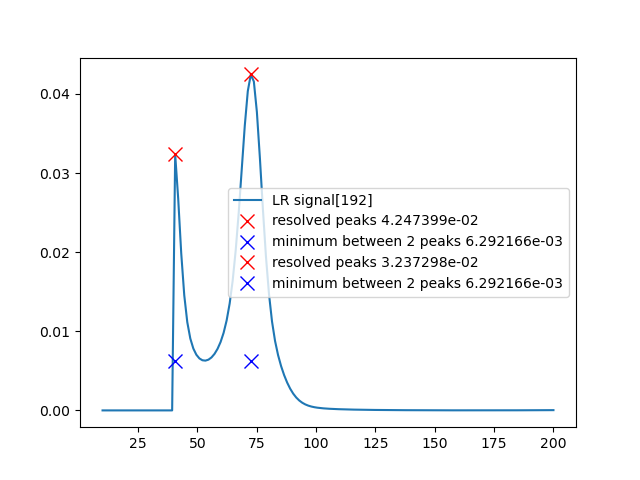 0.04
0.03
0.02
0.01
0.00
LR signal[192]
resolved peaks 4.247399e-02
minimum between 2 peaks 6.292166e-03
resolved peaks 3.237298e-02
minimum between 2 peaks 6.292166e-03
25 50 75 100 125 150 175 200